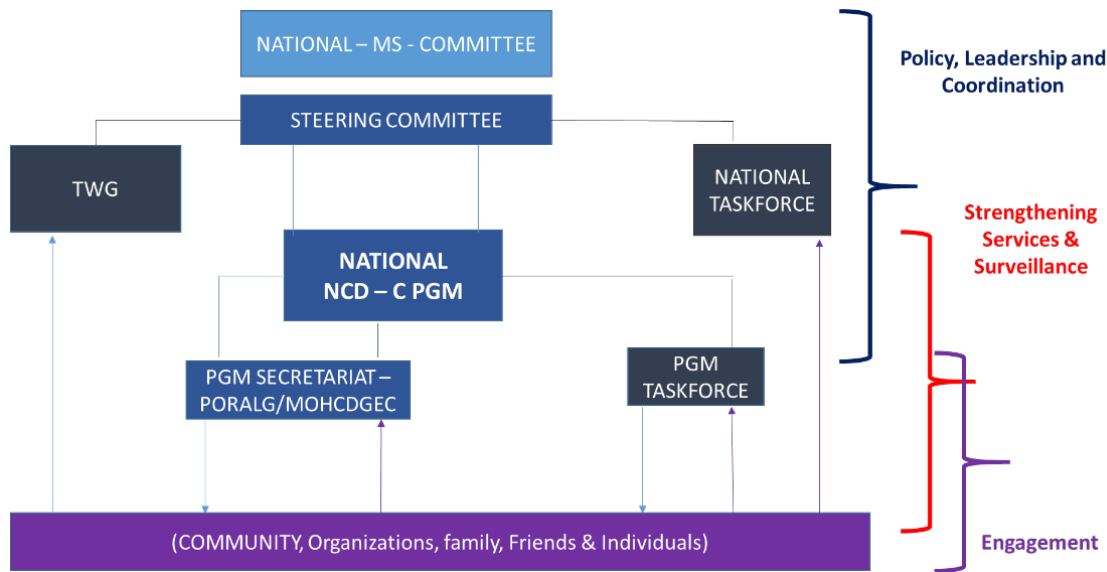 NATIONAL – MS - COMMITTEE
Policy, Leadership and
Coordination
STEERING COMMITTEE
TWG
NATIONAL
TASKFORCE
Strengthening
Services &
Surveillance
NATIONAL
NCD – C PGM
PGM SECRETARIAT –
PORALG/MOHCDGEC
PGM
TASKFORCE
(COMMUNITY, Organizations, family, Friends & Individuals)
Engagement